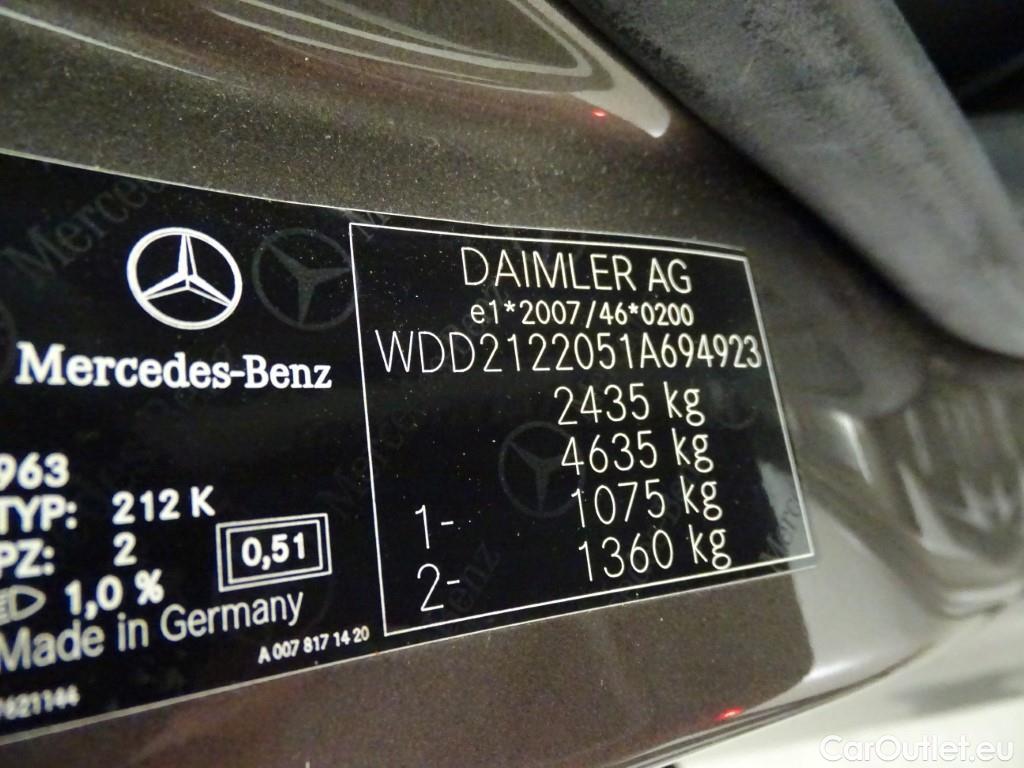 Mercedes-Benz
963
TYP: 212 K
PZ: 2
0,51
1,0 %
Made in Germany
A 007 817 14 20
621144
DAIMLER AG
e1*2007/46*0200
WDD2122051A694923
2435 kg
4635 kg
1- 1075 kg
2- 1360 kg
CarOutlet.eu